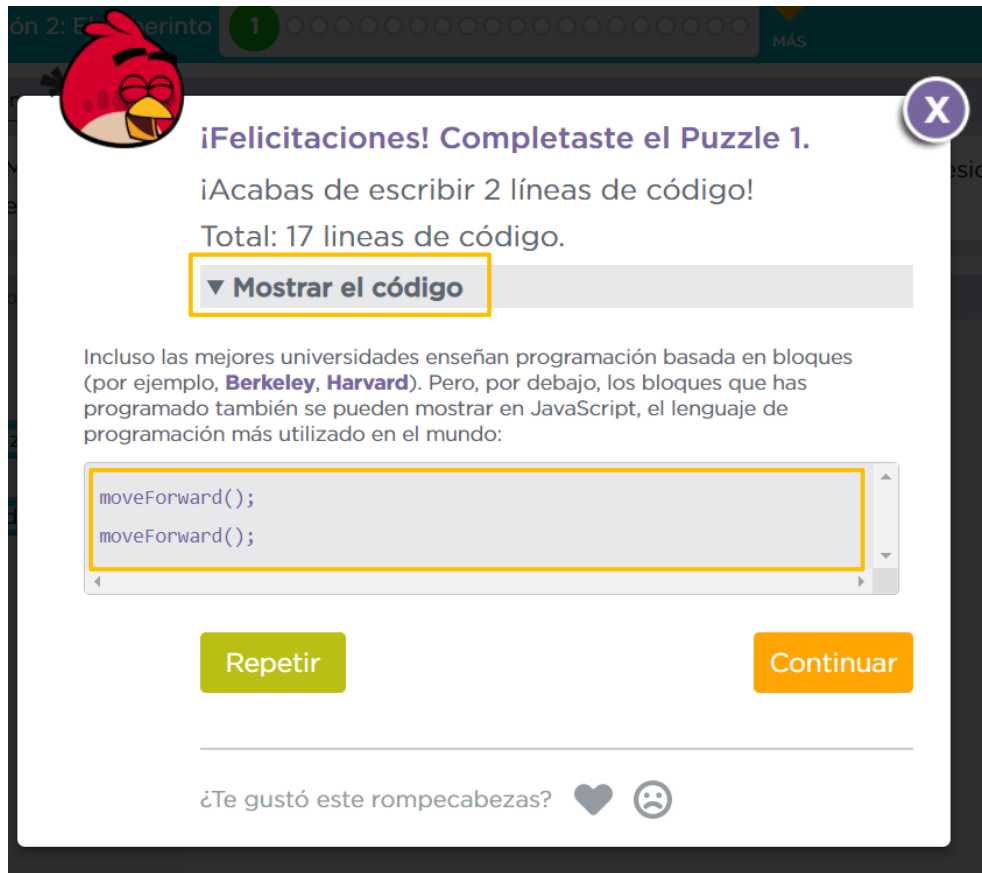 ón 2: E erinto
1
MÁS
X
¡Felicitaciones! Completaste el Puzzle 1.
¡Acabas de escribir 2 líneas de código!
Total: 17 lineas de código.
▼ Mostrar el código
Incluso las mejores universidades enseñan programación basada en bloques
(por ejemplo, Berkeley, Harvard). Pero, por debajo, los bloques que has
programado también se pueden mostrar en JavaScript, el lenguaje de
programación más utilizado en el mundo:
moveForward();
moveForward();
Repetir
Continuar
¿Te gustó este rompecabezas?